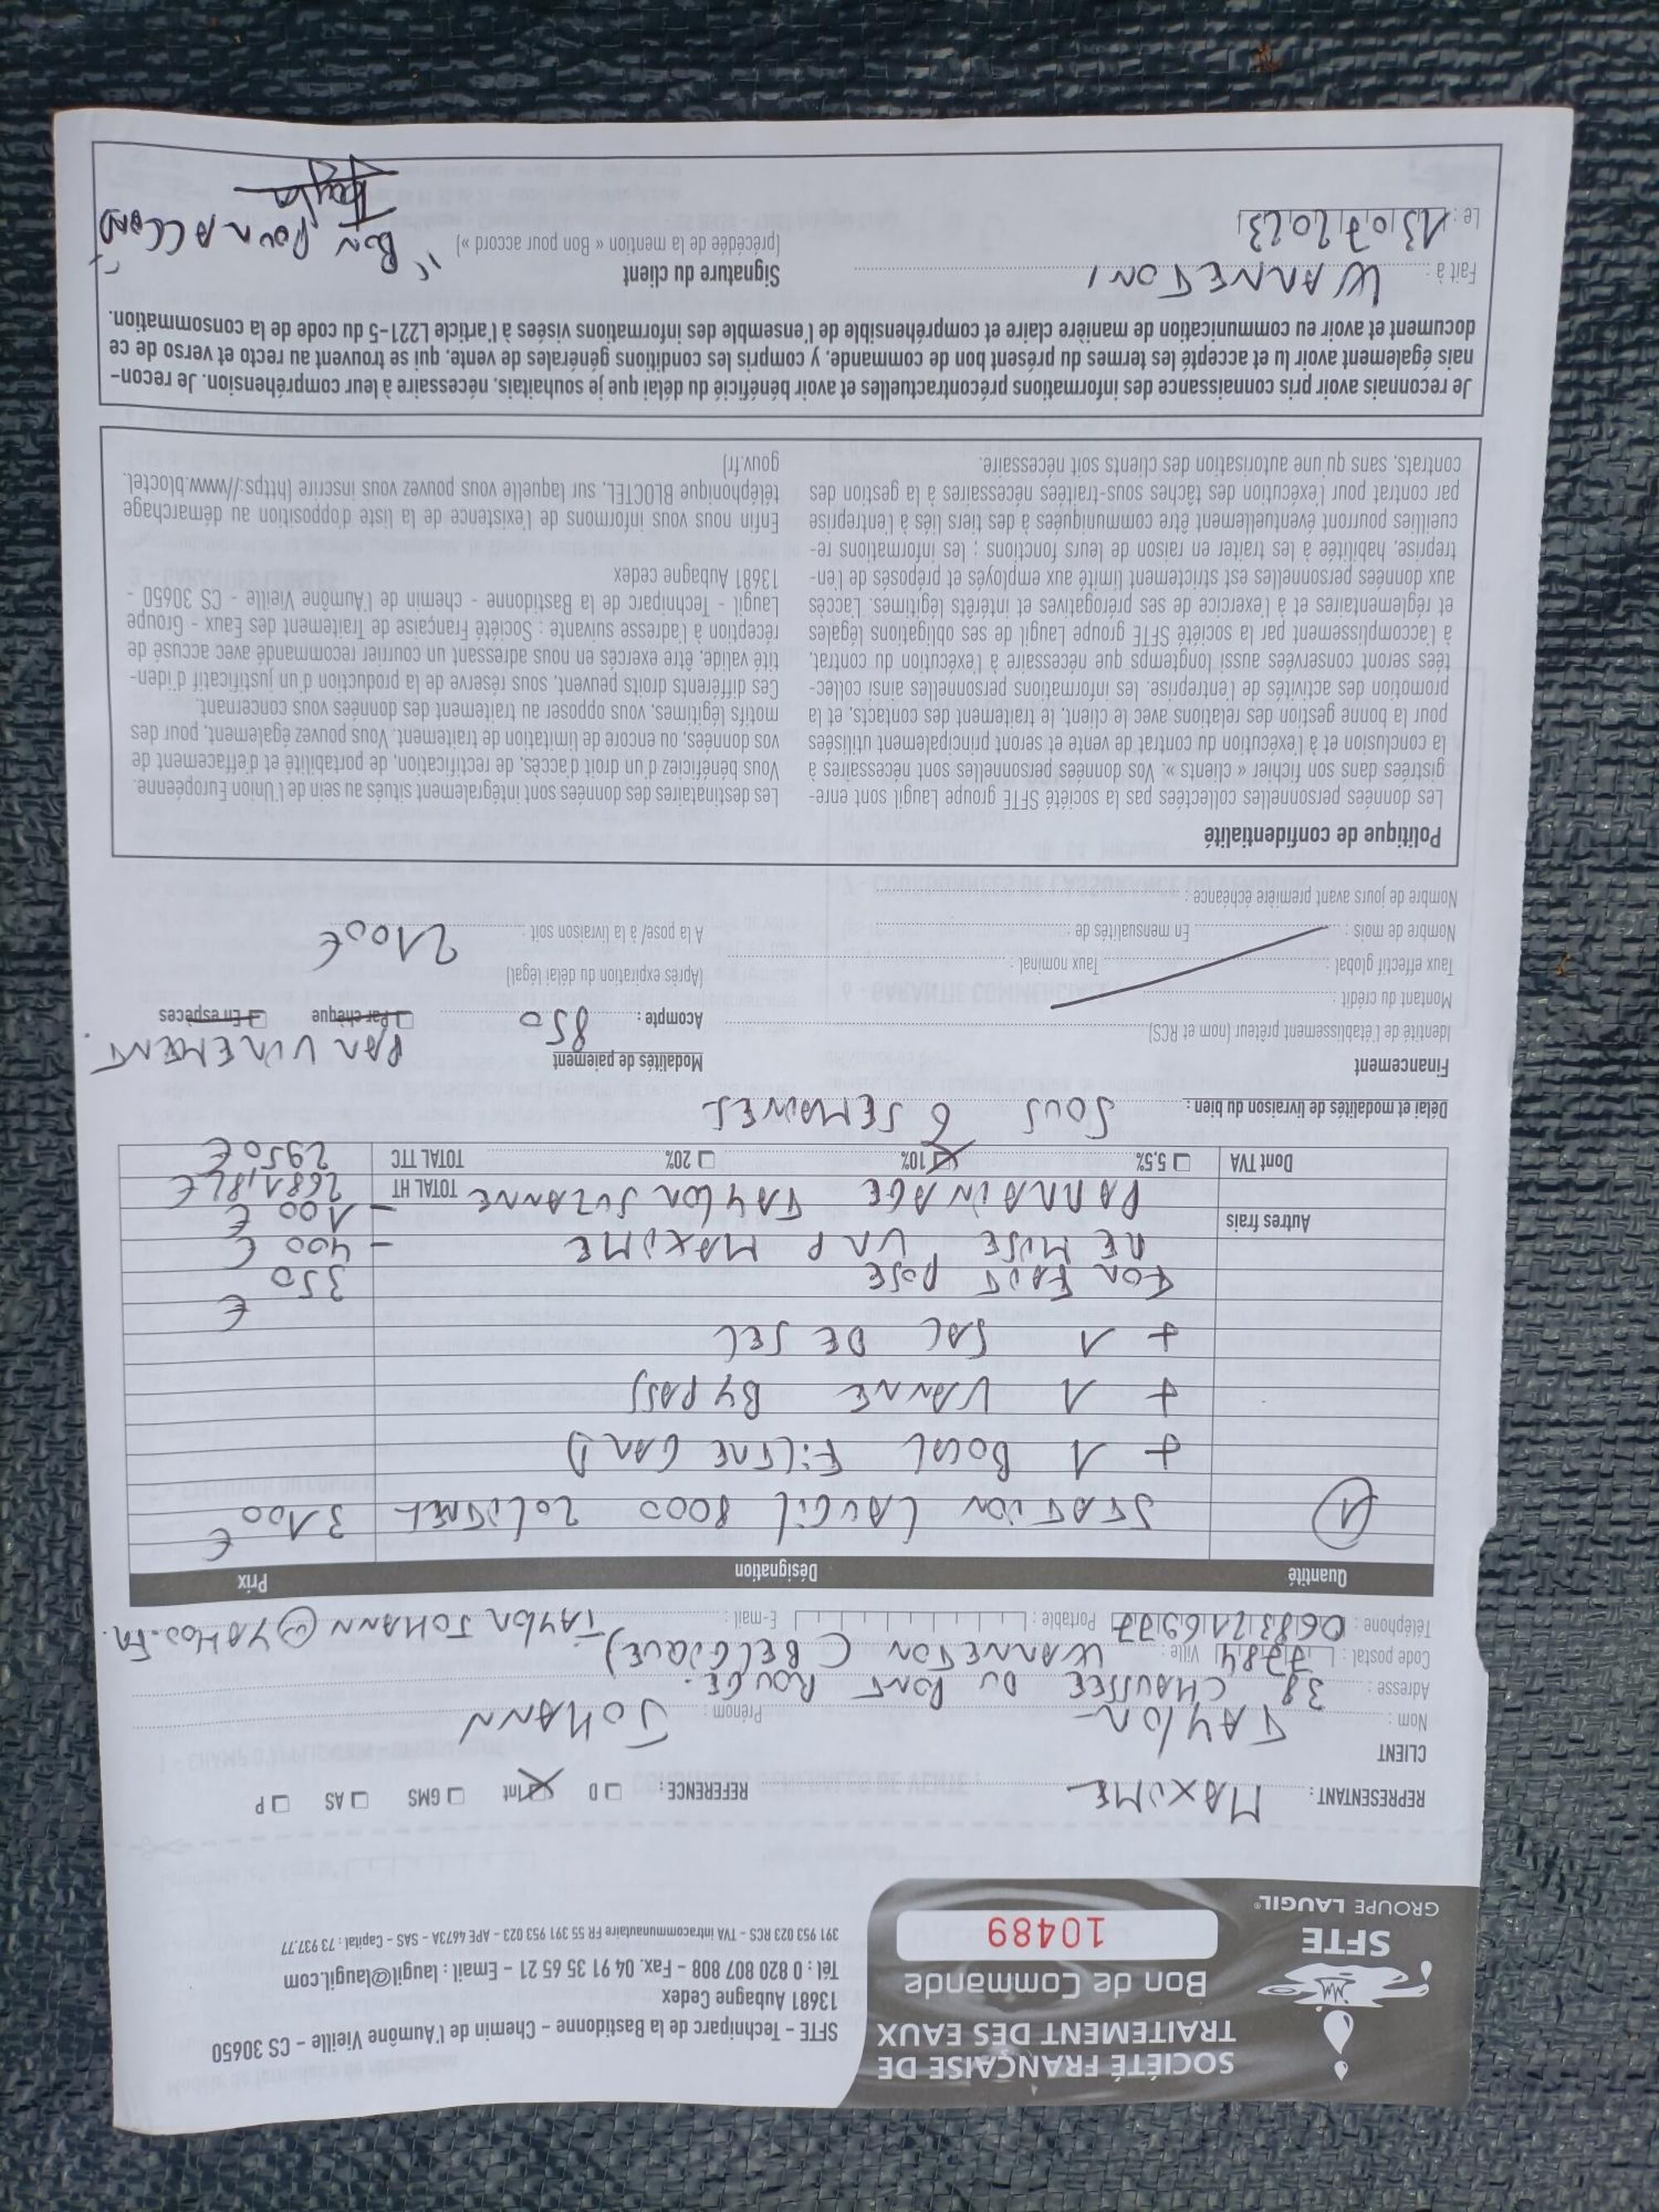 SOCIÉTÉ FRANÇAISE DE
TRAITEMENT DES EAUX
SFTE
GROUPE LAUGIL®
Bon de Commande
10489
SFTE – Techniparc de la Bastidonne – Chemin de l'Aumône Vieille – CS 30650
13681 Aubagne Cedex
Tél : 0 820 807 808 – Fax. 04 91 35 65 21 – Email : laugil@laugil.com
391 953 023 RCS – TVA intracommunautaire FR 55 391 953 023 – APE 4673A – SAS – Capital : 73 937.77
REPRESENTANT : MAXIME REFERENCE : D Int GMS AS P
CLIENT
Nom : TAYLOR Prénom : JOHANN
Adresse : 38 CHAUSSÉE DU PONT ROUGE.
Code postal : 7784 Ville : WARNETON (BELGIQUE)
Téléphone : 0683216977 Portable : E-mail : TAYLOR JOHANN@YAHOO.FR.
Quantité Désignation Prix
1 STATION LAUGIL 8000 20LITRES 3100 €
+ 1 BOCAL FILTRE GARD
+ 1 VANNE BYPASS
+ 1 SAC DE SEL
FORFAIT POSE 350 €
REMISE VRP MAXIME - 400 €
Autres frais PARRAINAGE TAYLOR SUZANNE - 100 €
TOTAL HT 2681,81 €
Dont TVA 5,5% 10% 20% TOTAL TTC 2950 €
Délai et modalités de livraison du bien : SOUS 6 SEMAINES
Financement
Identité de l'établissement prêteur (nom et RCS)
Montant du crédit :
Taux effectif global : Taux nominal :
Nombre de mois : En mensualités de :
Nombre de jours avant première échéance :
Modalités de paiement PAR VIREMENT.
Acompte : 850 Par chèque En espèces
(Après expiration du délai légal)
A la pose/à la livraison soit : 2100 €
Politique de confidentialité
Les données personnelles collectées pas la société SFTE groupe Laugil sont enre-
gistrées dans son fichier « clients ». Vos données personnelles sont nécessaires à
la conclusion et à l'exécution du contrat de vente et seront principalement utilisées
pour la bonne gestion des relations avec le client, le traitement des contacts, et la
promotion des activités de l'entreprise. les informations personnelles ainsi collec-
tées seront conservées aussi longtemps que nécessaire à l'exécution du contrat,
à l'accomplissement par la société SFTE groupe Laugil de ses obligations légales
et réglementaires et à l'exercice de ses prérogatives et intérêts légitimes. L'accès
aux données personnelles est strictement limité aux employés et préposés de l'en-
treprise, habilitée à les traiter en raison de leurs fonctions ; les informations re-
cueillies pourront éventuellement être communiquées à des tiers liés à l'entreprise
par contrat pour l'exécution des tâches sous-traitées nécessaires à la gestion des
contrats, sans qu'une autorisation des clients soit nécessaire.
Les destinataires des données sont intégralement situés au sein de l'Union Européenne.
Vous bénéficiez d'un droit d'accès, de rectification, de portabilité et d'effacement de
vos données, ou encore de limitation de traitement. Vous pouvez également, pour des
motifs légitimes, vous opposer au traitement des données vous concernant.
Ces différents droits peuvent, sous réserve de la production d'un justificatif d'iden-
tité valide, être exercés en nous adressant un courrier recommandé avec accusé de
réception à l'adresse suivante : Société Française de Traitement des Eaux - Groupe
Laugil - Techniparc de la Bastidonne - chemin de l'Aumône Vieille - CS 30650 -
13681 Aubagne cedex
Enfin nous vous informons de l'existence de la liste d'opposition au démarchage
téléphonique BLOCTEL, sur laquelle vous pouvez vous inscrire (https://www.bloctel.
gouv.fr)
Je reconnais avoir pris connaissance des informations précontractuelles et avoir bénéficié du délai que je souhaitais, nécessaire à leur compréhension. Je recon-
nais également avoir lu et accepté les termes du présent bon de commande, y compris les conditions générales de vente, qui se trouvent au recto et verso de ce
document et avoir eu communication de manière claire et compréhensible de l'ensemble des informations visées à l'article L221-5 du code de la consommation.
Fait à : WARNETON
Le : 13072023
Signature du client
(précédée de la mention « Bon pour accord »)
"BON POUR ACCORD"
Taylor